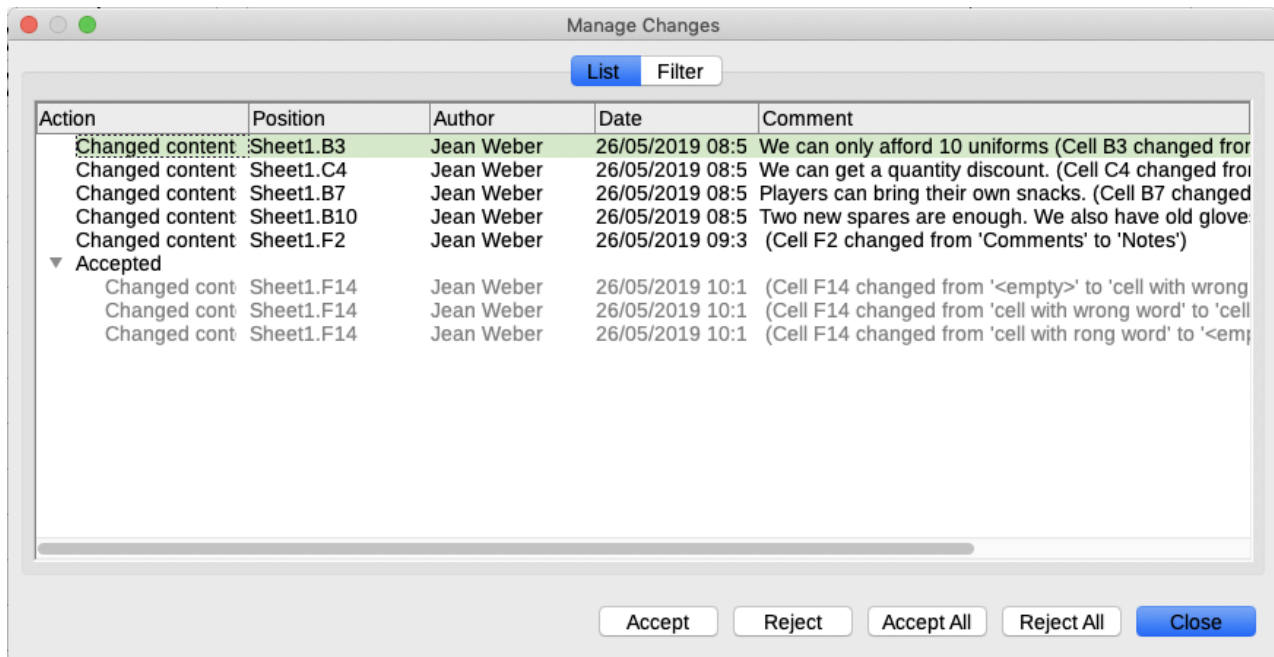 Manage Changes
List Filter
Action Position Author Date Comment
Changed content Sheet1.B3 Jean Weber 26/05/2019 08:5 We can only afford 10 uniforms (Cell B3 changed from
Changed content Sheet1.C4 Jean Weber 26/05/2019 08:5 We can get a quantity discount. (Cell C4 changed from
Changed content Sheet1.B7 Jean Weber 26/05/2019 08:5 Players can bring their own snacks. (Cell B7 changed
Changed content Sheet1.B10 Jean Weber 26/05/2019 08:5 Two new spares are enough. We also have old gloves
Changed content Sheet1.F2 Jean Weber 26/05/2019 09:3 (Cell F2 changed from 'Comments' to 'Notes')
Accepted
Changed cont Sheet1.F14 Jean Weber 26/05/2019 10:1 (Cell F14 changed from '<empty>' to 'cell with wrong
Changed cont Sheet1.F14 Jean Weber 26/05/2019 10:1 (Cell F14 changed from 'cell with wrong word' to 'cell
Changed cont Sheet1.F14 Jean Weber 26/05/2019 10:1 (Cell F14 changed from 'cell with rong word' to '<emp
Accept Reject Accept All Reject All Close